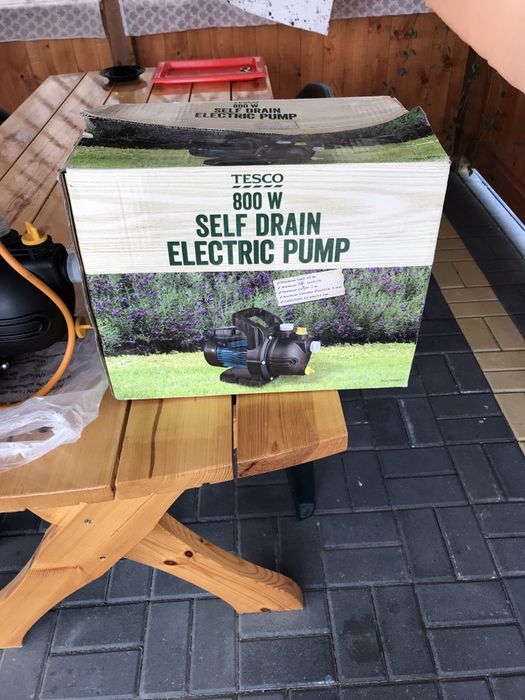 800 W
SELF DRAIN
ELECTRIC PUMP
TESCO
800 W
SELF DRAIN
ELECTRIC PUMP